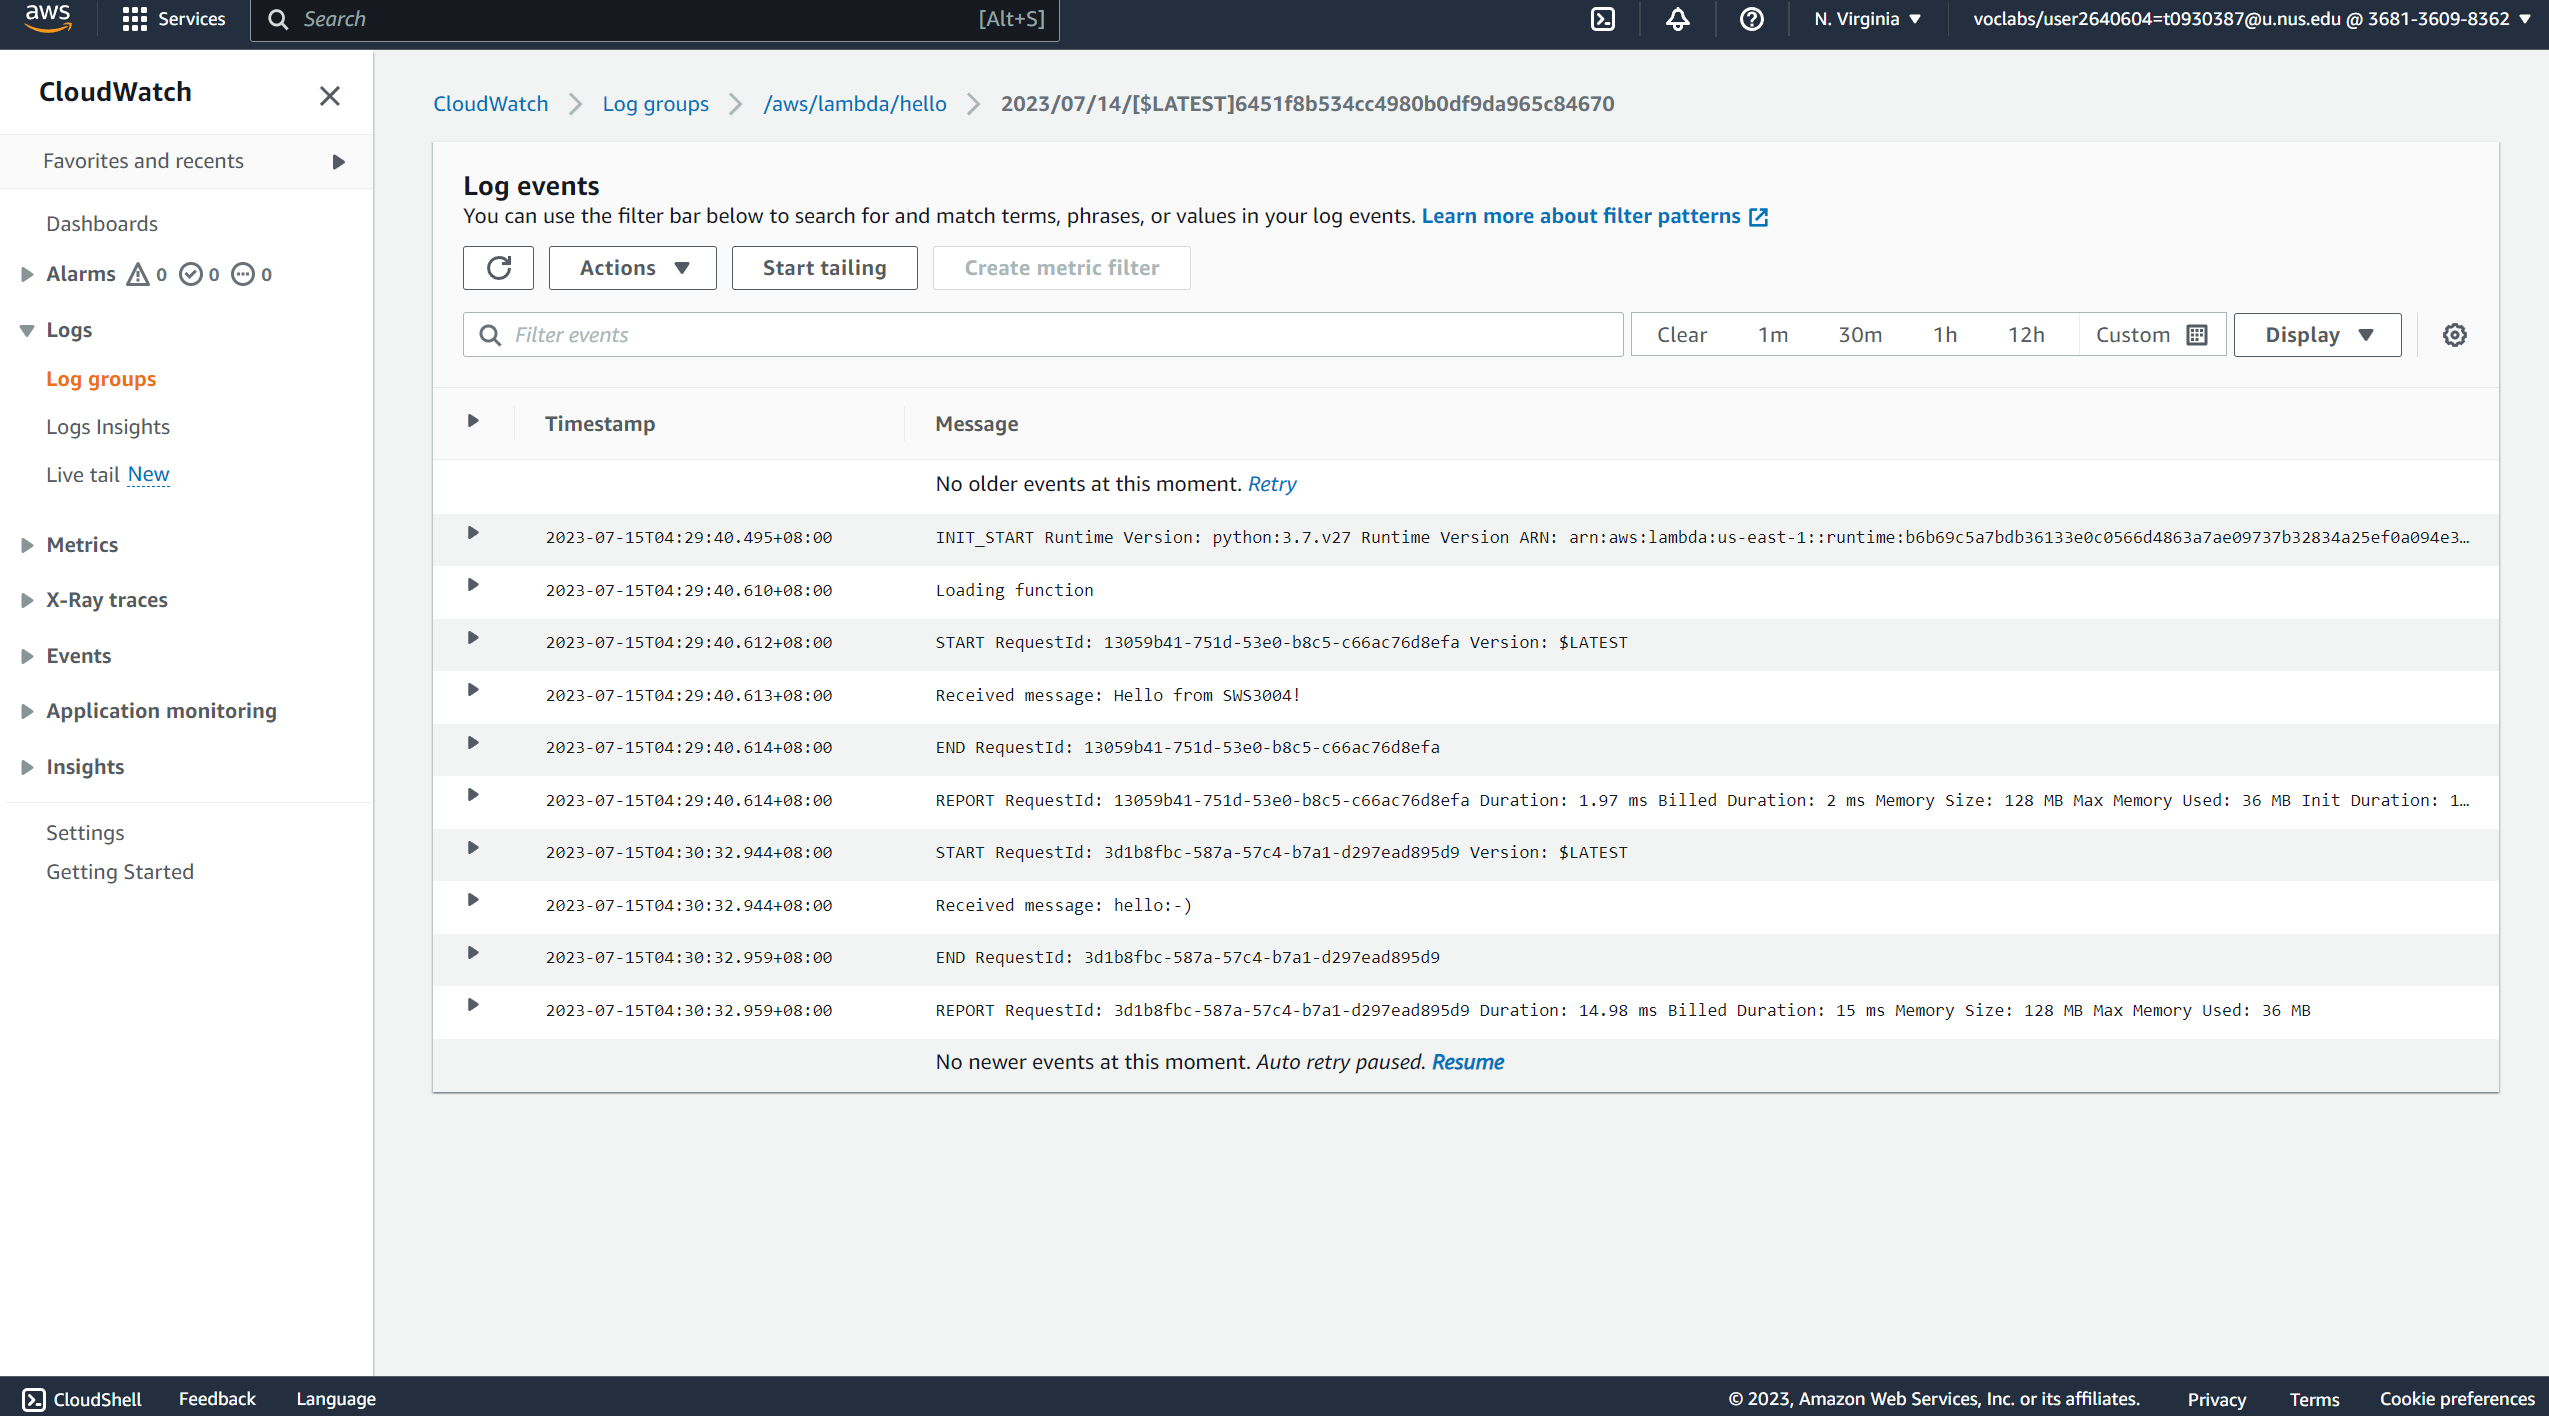 aws Services Search [Alt+S] N. Virginia voclabs/user2640604=t0930387@u.nus.edu @ 3681-3609-8362
CloudWatch
Favorites and recents
Dashboards
Alarms 0 0 0
Logs
Log groups
Logs Insights
Live tail New
Metrics
X-Ray traces
Events
Application monitoring
Insights
Settings
Getting Started
CloudWatch Log groups /aws/lambda/hello 2023/07/14/[$LATEST]6451f8b534cc4980b0df9da965c84670
Log events
You can use the filter bar below to search for and match terms, phrases, or values in your log events. Learn more about filter patterns
Actions Start tailing Create metric filter
Filter events Clear 1m 30m 1h 12h Custom Display
Timestamp Message
No older events at this moment. Retry
2023-07-15T04:29:40.495+08:00 INIT_START Runtime Version: python:3.7.v27 Runtime Version ARN: arn:aws:lambda:us-east-1::runtime:b6b69c5a7bdb36133e0c0566d4863a7ae09737b32834a25ef0a094e3…
2023-07-15T04:29:40.610+08:00 Loading function
2023-07-15T04:29:40.612+08:00 START RequestId: 13059b41-751d-53e0-b8c5-c66ac76d8efa Version: $LATEST
2023-07-15T04:29:40.613+08:00 Received message: Hello from SWS3004!
2023-07-15T04:29:40.614+08:00 END RequestId: 13059b41-751d-53e0-b8c5-c66ac76d8efa
2023-07-15T04:29:40.614+08:00 REPORT RequestId: 13059b41-751d-53e0-b8c5-c66ac76d8efa Duration: 1.97 ms Billed Duration: 2 ms Memory Size: 128 MB Max Memory Used: 36 MB Init Duration: 1…
2023-07-15T04:30:32.944+08:00 START RequestId: 3d1b8fbc-587a-57c4-b7a1-d297ead895d9 Version: $LATEST
2023-07-15T04:30:32.944+08:00 Received message: hello:-)
2023-07-15T04:30:32.959+08:00 END RequestId: 3d1b8fbc-587a-57c4-b7a1-d297ead895d9
2023-07-15T04:30:32.959+08:00 REPORT RequestId: 3d1b8fbc-587a-57c4-b7a1-d297ead895d9 Duration: 14.98 ms Billed Duration: 15 ms Memory Size: 128 MB Max Memory Used: 36 MB
No newer events at this moment. Auto retry paused. Resume
CloudShell Feedback Language © 2023, Amazon Web Services, Inc. or its affiliates. Privacy Terms Cookie preferences